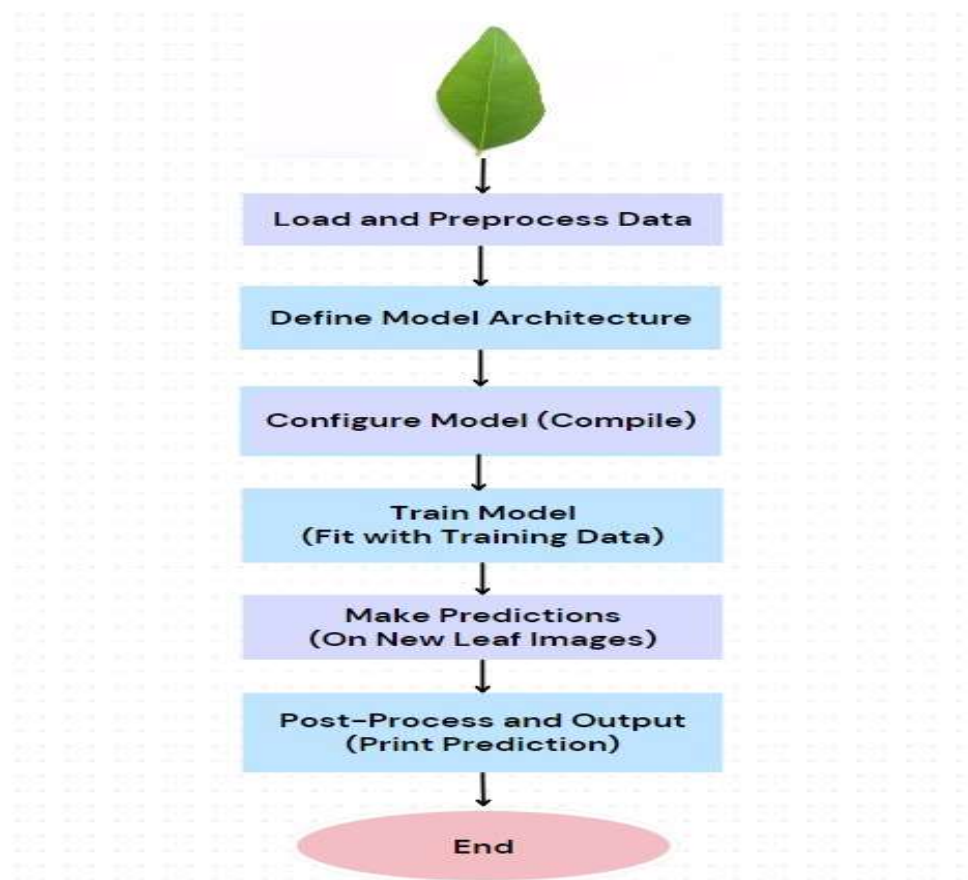 Load and Preprocess Data
Define Model Architecture
Configure Model (Compile)
Train Model
(Fit with Training Data)
Make Predictions
(On New Leaf Images)
Post-Process and Output
(Print Prediction)
End